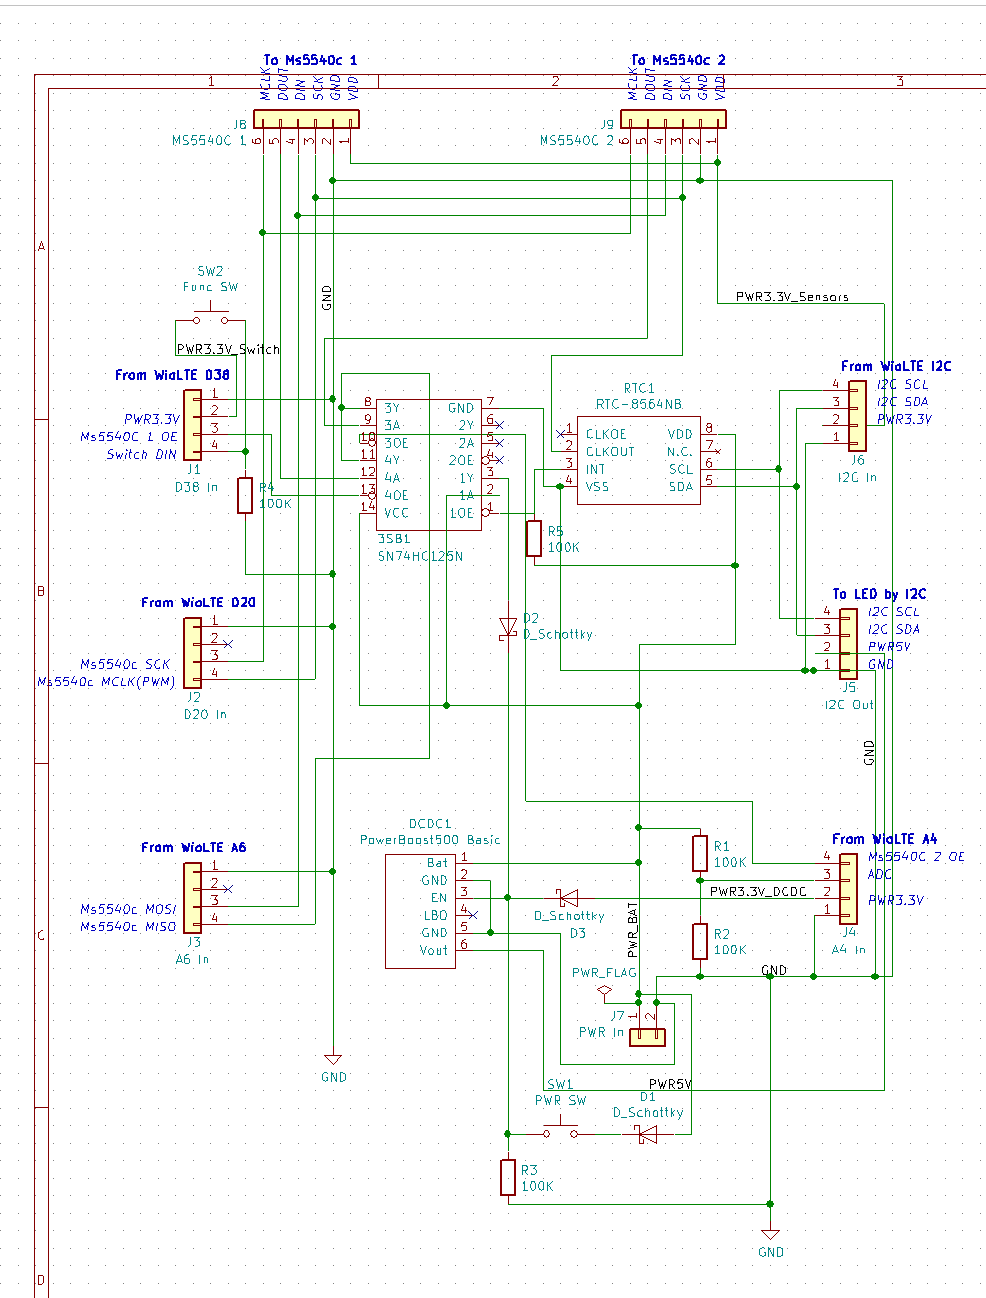 To Ms5540c 1
To Ms5540c 2
1
2
3
MCLK
DOUT
DIN
SCK
GND
VDD
MCLK
DOUT
DIN
SCK
GND
VDD
J8
MS5540C 1
6 5 4 3 2 1
J9
MS5540C 2
6 5 4 3 2 1
A
SW2
Func SW
GND
PWR3.3V_Sensors
PWR3.3V_Switch
From WiaLTE D38
1
2
3
4
PWR3.3V
Ms5540C 1 OE
Switch DIN
J1
D38 In
R4
100K
8 3Y
9 3A
10 3OE
11 4Y
12 4A
13 4OE
14 VCC
GND 7
2Y 6
2A 5
2OE 4
1Y 3
1A 2
1OE 1
3SB1
SN74HC125N
RTC1
RTC-8564NB
1 CLKOE
2 CLKOUT
3 INT
4 VSS
VDD 8
N.C. 7
SCL 6
SDA 5
R5
100K
From WiaLTE I2C
4 I2C SCL
3 I2C SDA
2 PWR3.3V
1
J6
I2C In
B
From WiaLTE D20
1
2
3
4
Ms5540c SCK
Ms5540c MCLK(PWM)
J2
D20 In
D2
D_Schottky
To LED by I2C
4 I2C SCL
3 I2C SDA
2 PWR5V
1 GND
J5
I2C Out
GND
From WiaLTE A6
1
2
3
4
Ms5540c MOSI
Ms5540c MISO
J3
A6 In
DCDC1
PowerBoost500 Basic
Bat 1
GND 2
EN 3
LBO 4
GND 5
Vout 6
D_Schottky
D3
PWR_BAT
R1
100K
PWR3.3V_DCDC
R2
100K
From WiaLTE A4
4 Ms5540C 2 OE
3 ADC
2 PWR3.3V
1
J4
A4 In
C
GND
PWR_FLAG
J7
PWR In
1 2
GND
SW1
PWR SW
PWR5V
D1
D_Schottky
R3
100K
GND
D